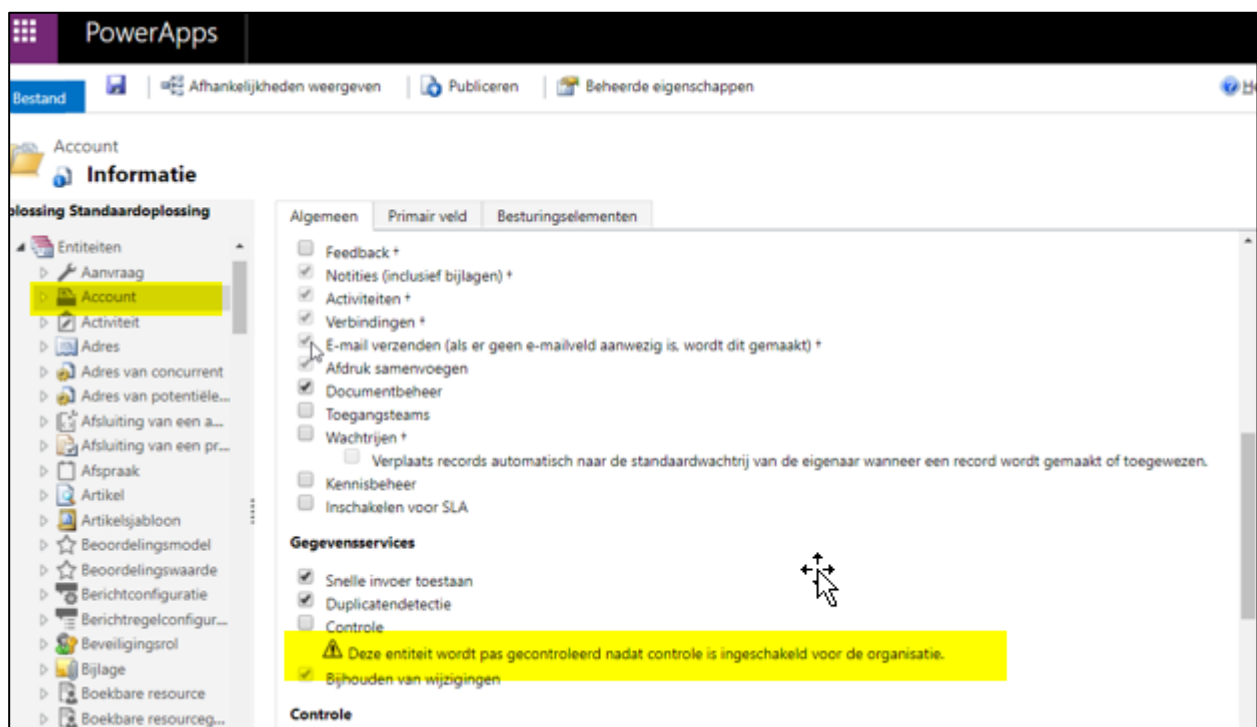 PowerApps
Bestand
Afhankelijkheden weergeven
Publiceren
Beheerde eigenschappen
Account
Informatie
plossing Standaardoplossing
Entiteiten
Aanvraag
Account
Activiteit
Adres
Adres van concurrent
Adres van potentiële...
Afsluiting van een a...
Afsluiting van een pr...
Afspraak
Artikel
Artikelsjabloon
Beoordelingsmodel
Beoordelingswaarde
Berichtconfiguratie
Berichtregelconfigur...
Beveiligingsrol
Bijlage
Boekbare resource
Boekbare resourceg...
Algemeen
Primair veld
Besturingselementen
Feedback †
Notities (inclusief bijlagen) †
Activiteiten †
Verbindingen †
E-mail verzenden (als er geen e-mailveld aanwezig is, wordt dit gemaakt) †
Afdruk samenvoegen
Documentbeheer
Toegangsteams
Wachtrijen †
Verplaats records automatisch naar de standaardwachtrij van de eigenaar wanneer een record wordt gemaakt of toegewezen.
Kennisbeheer
Inschakelen voor SLA
Gegevensservices
Snelle invoer toestaan
Duplicatendetectie
Controle
Deze entiteit wordt pas gecontroleerd nadat controle is ingeschakeld voor de organisatie.
Bijhouden van wijzigingen
Controle